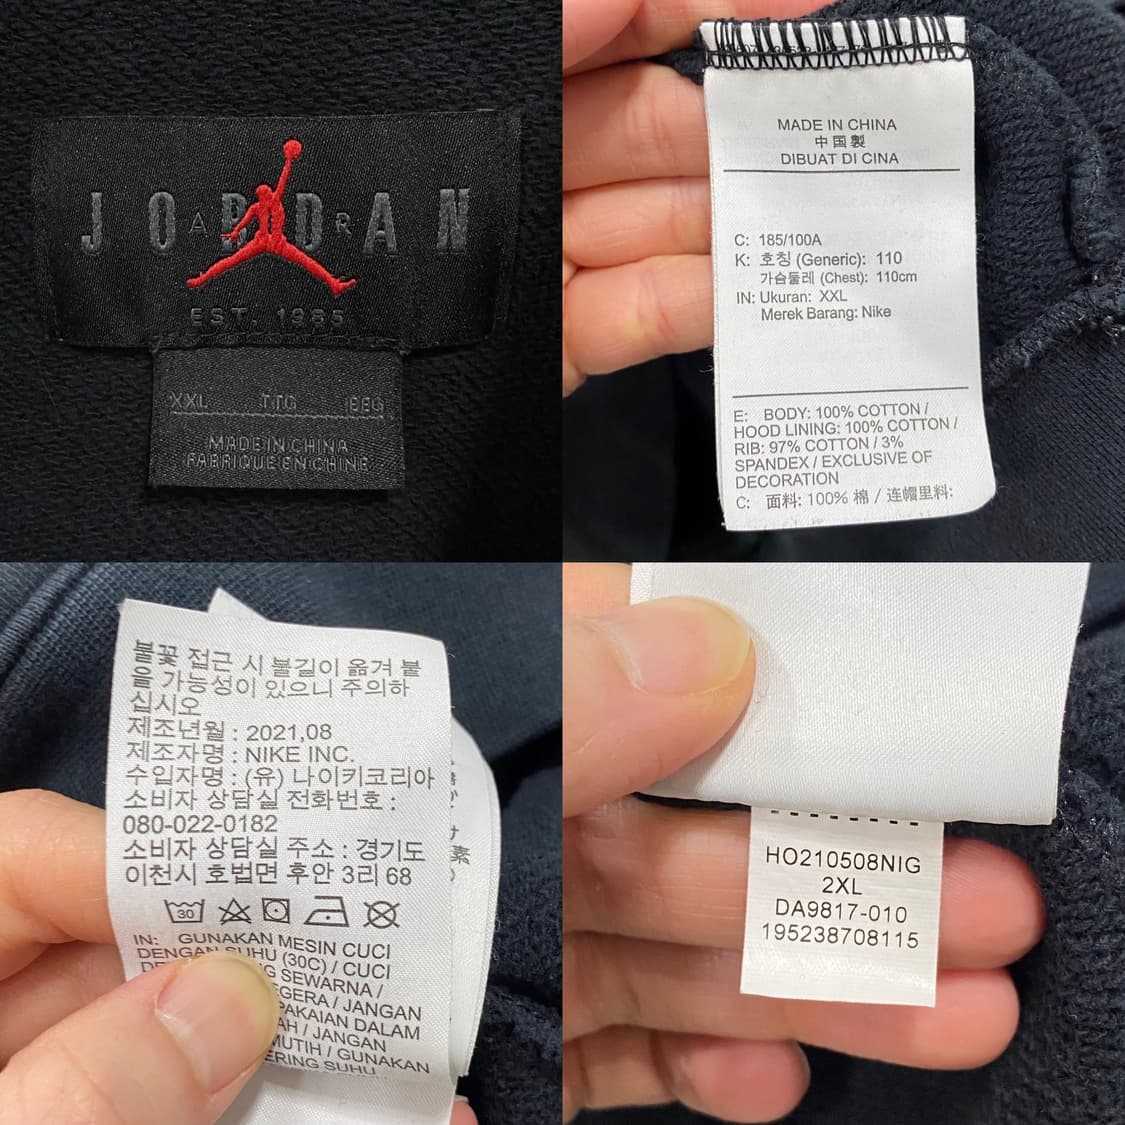 JORDAN
AIR
EST. 1985
XXL TTG EEG
MADE IN CHINA
FABRIQUE EN CHINE
MADE IN CHINA
中国製
DIBUAT DI CINA
C: 185/100A
K: 호칭 (Generic): 110
가슴둘레 (Chest): 110cm
IN: Ukuran: XXL
Merek Barang: Nike
E: BODY: 100% COTTON /
HOOD LINING: 100% COTTON /
RIB: 97% COTTON / 3%
SPANDEX / EXCLUSIVE OF
DECORATION
C: 面料: 100% 棉 / 连帽里料:
불꽃 접근 시 불길이 옮겨 붙
을 가능성이 있으니 주의하
십시오
제조년월 : 2021,08
제조자명 : NIKE INC.
수입자명 : (유) 나이키코리아
소비자 상담실 전화번호 :
080-022-0182
소비자 상담실 주소 : 경기도
이천시 호법면 후안 3리 68
30
IN: GUNAKAN MESIN CUCI
DENGAN SUHU (30C) / CUCI
SEWARNA /
JANGAN
DALAM
/ JANGAN
/ GUNAKAN
SUHU
HO210508NIG
2XL
DA9817-010
195238708115